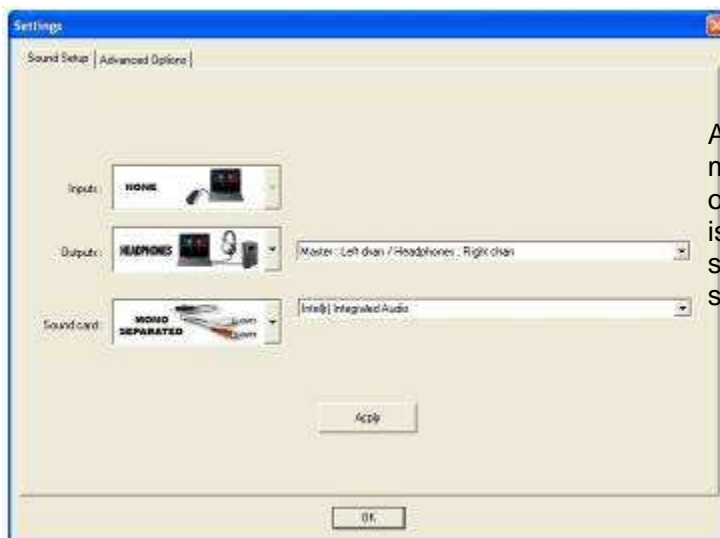 Settings
Sound Setup
Advanced Options
Inputs:
NONE
Outputs:
HEADPHONES
Master : Left chan / Headphones : Right chan
Sound card:
MONO
SEPARATED
Intel(r) Integrated Audio
Apply
OK
A
m
o
is
s
s